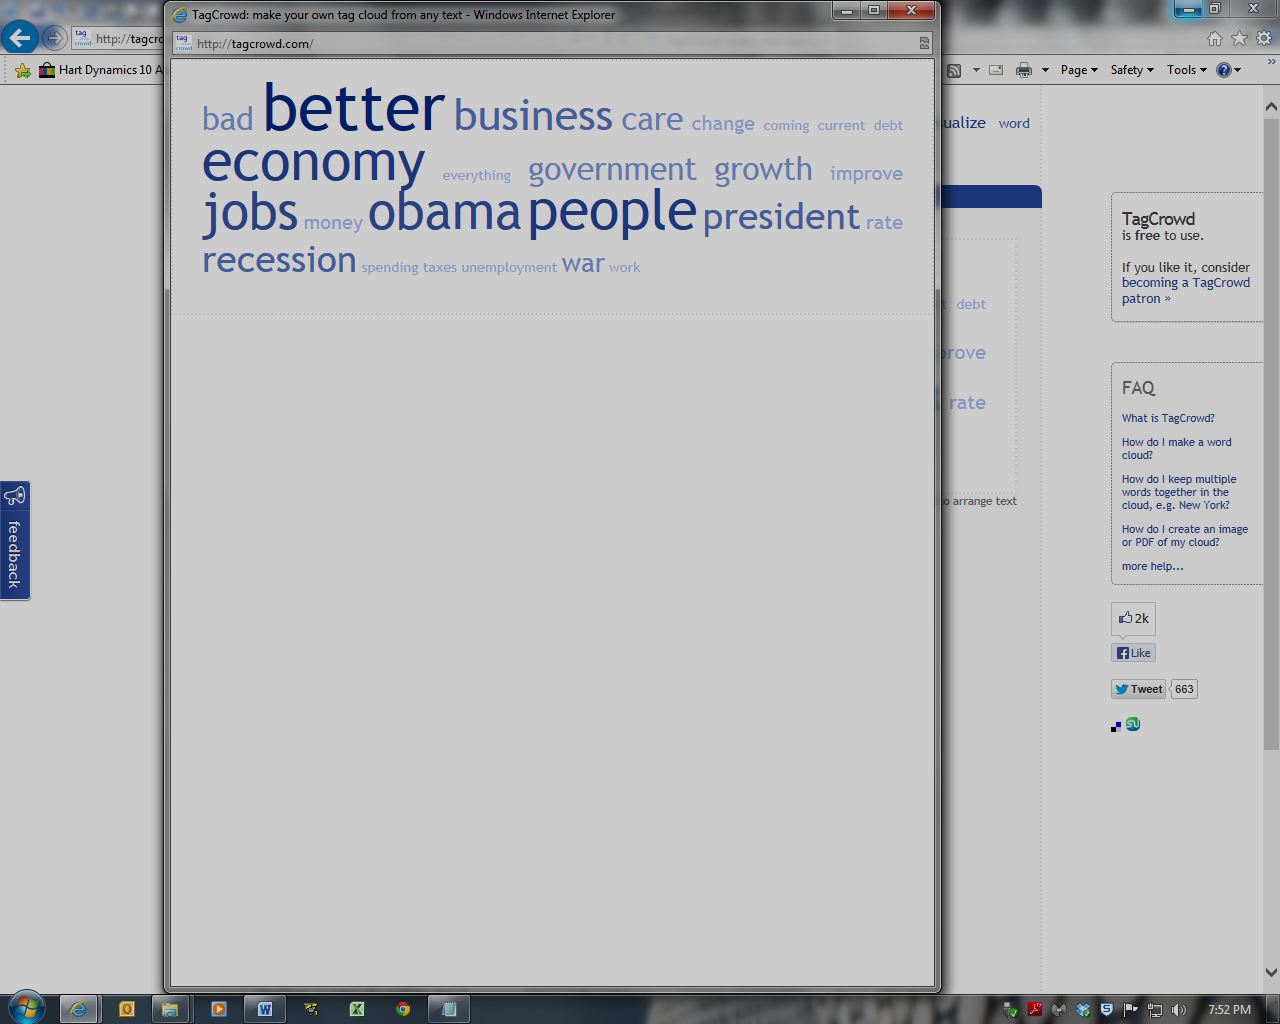 TagCrowd: make your own tag cloud from any text - Windows Internet Explorer
http://tagcrowd.com/
http://tagcro
Hart Dynamics 10 A
Page Safety Tools
bad better business care change coming current debt
economy everything government growth improve
jobs money obama people president rate
recession spending taxes unemployment war work
ualize word
debt
rove
rate
o arrange text
feedback
TagCrowd
is free to use.
If you like it, consider
becoming a TagCrowd
patron »
FAQ
What is TagCrowd?
How do I make a word
cloud?
How do I keep multiple
words together in the
cloud, e.g. New York?
How do I create an image
or PDF of my cloud?
more help...
2k
Like
Tweet 663
7:52 PM